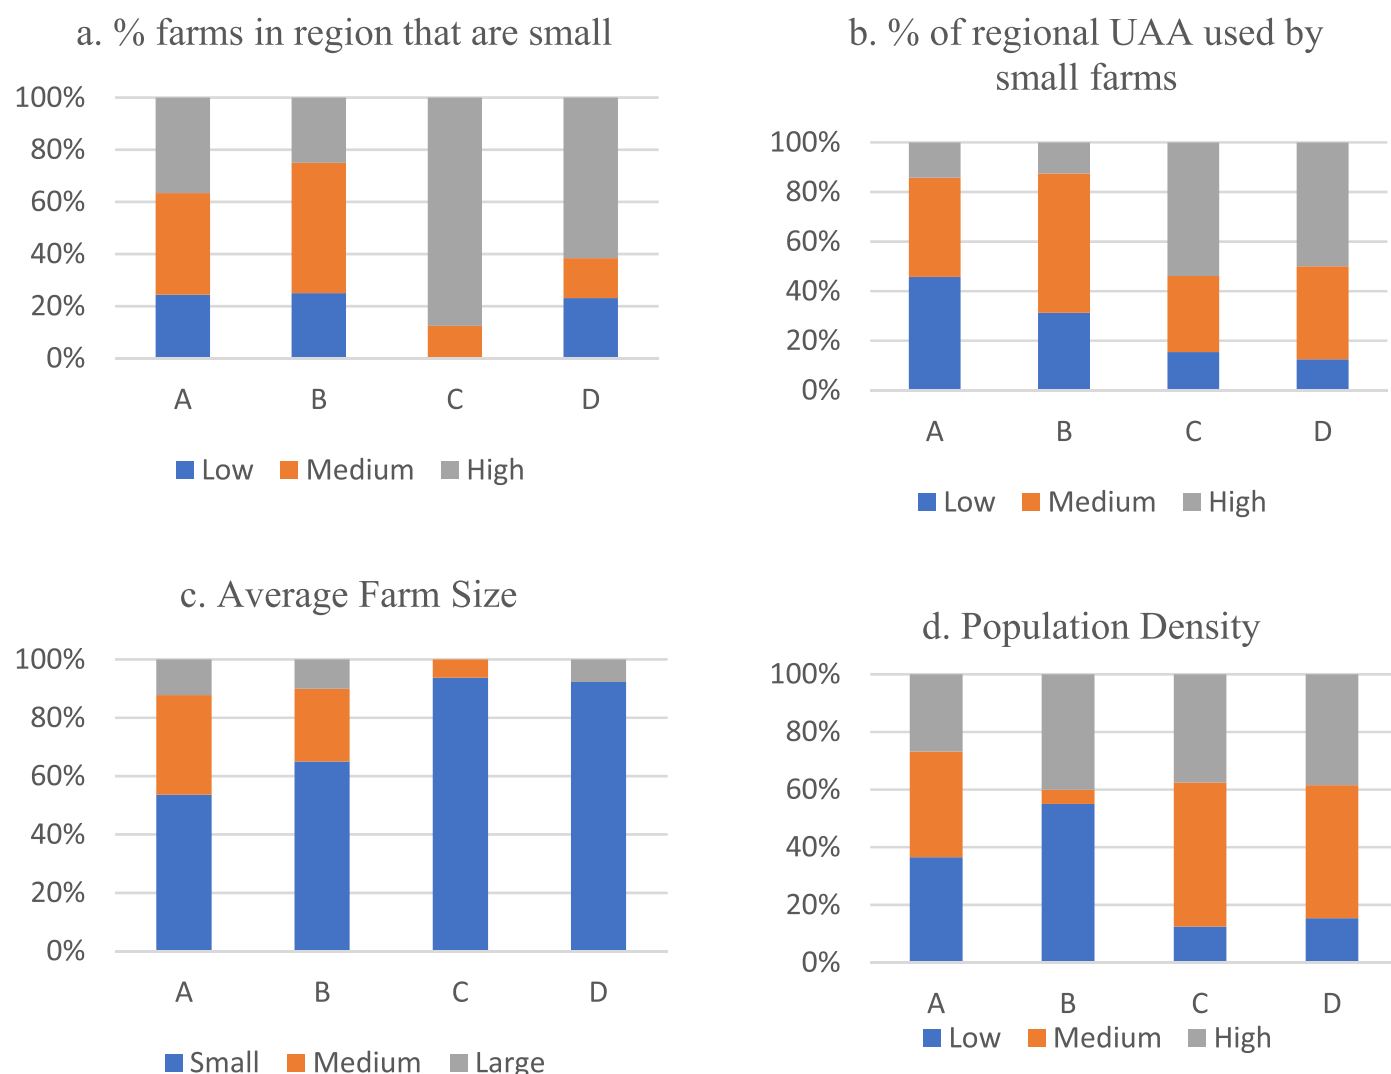 a. % farms in region that are small
100%
80%
60%
40%
20%
0%
A B C D
Low Medium High
b. % of regional UAA used by
small farms
100%
80%
60%
40%
20%
0%
A B C D
Low Medium High
c. Average Farm Size
100%
80%
60%
40%
20%
0%
A B C D
Small Medium Large
d. Population Density
100%
80%
60%
40%
20%
0%
A B C D
Low Medium High